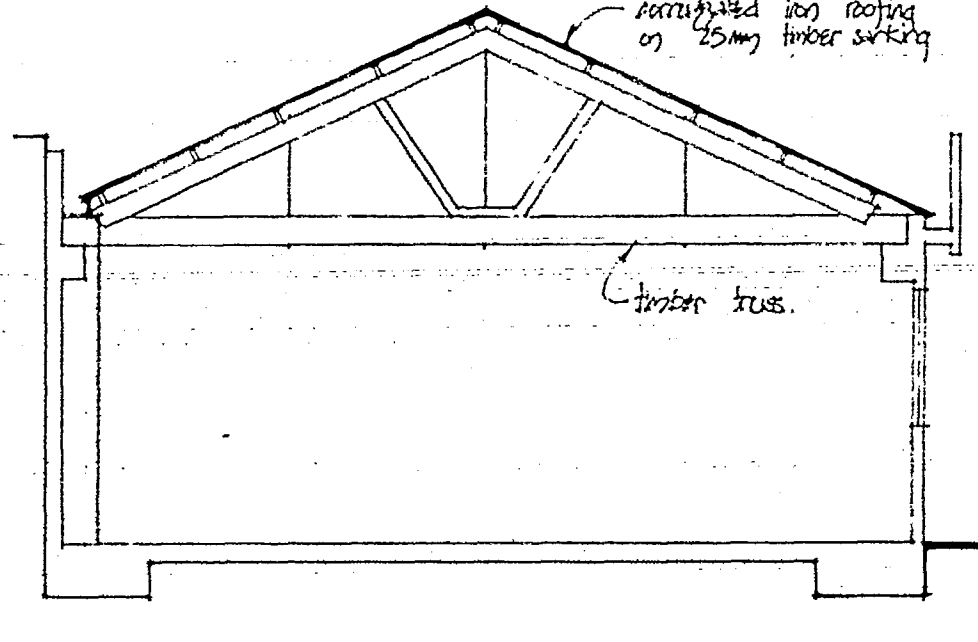 corrugated iron roofing
on 25mm timber sarking
timber truss.